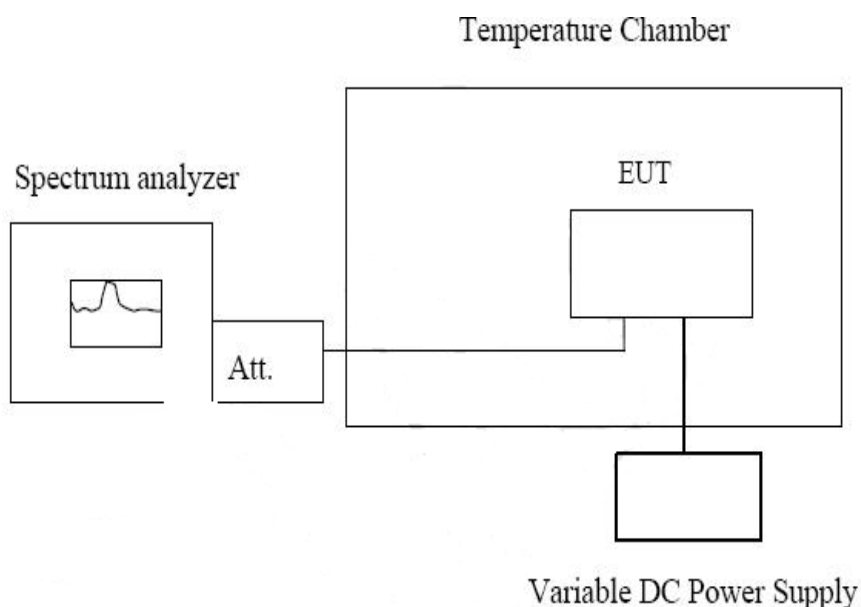 Temperature Chamber
Spectrum analyzer
EUT
Att.
Variable DC Power Supply